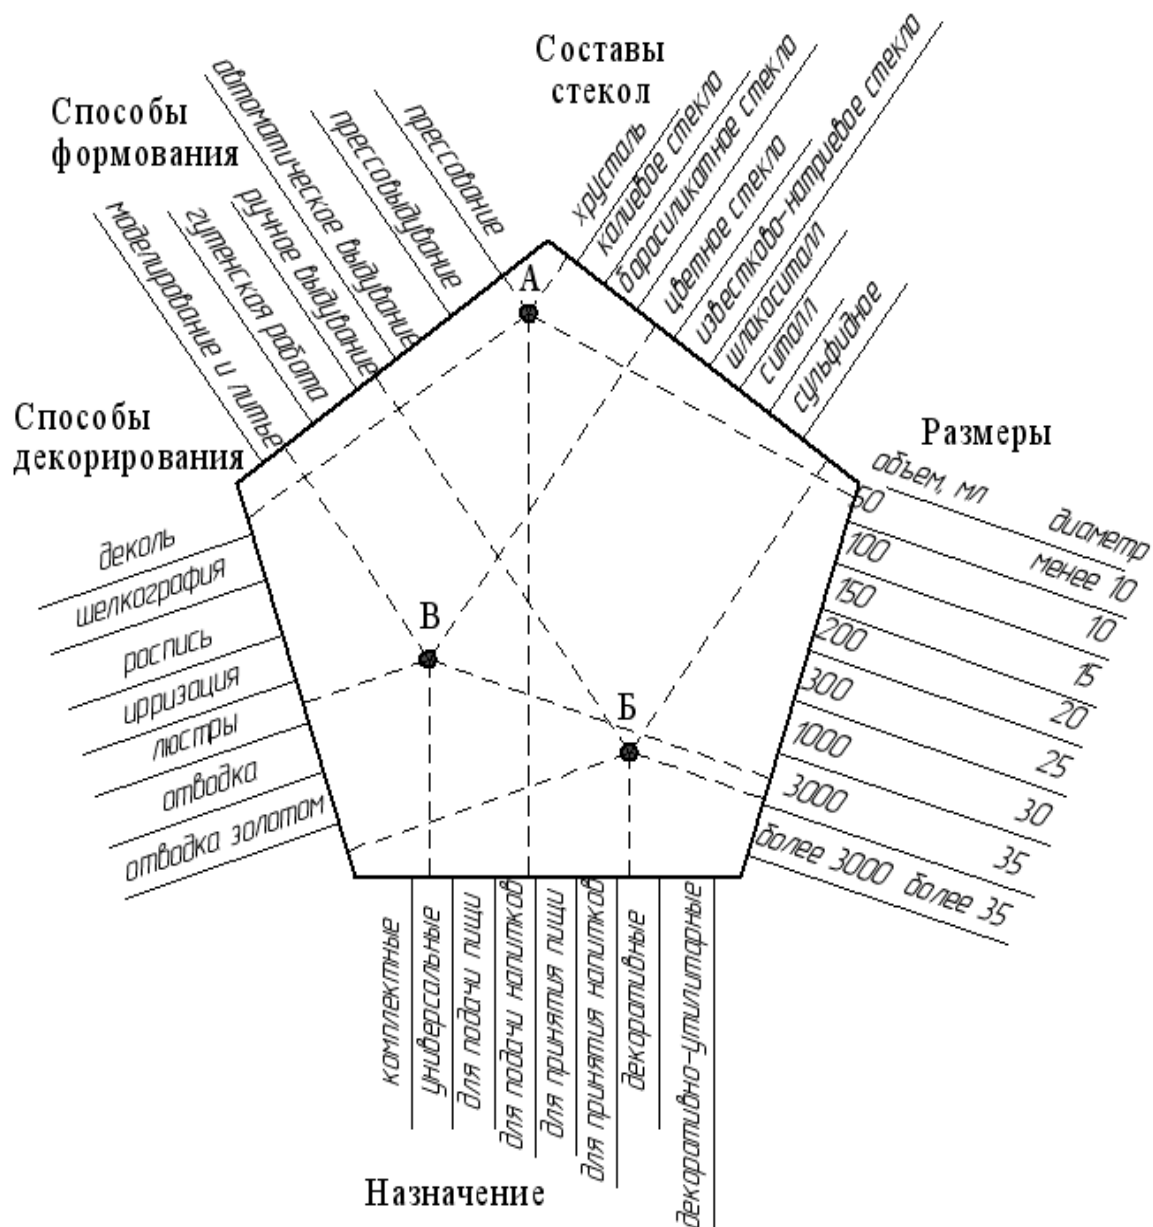 Составы
стекол
Способы
формования
моделирование и литье
гутенская работа
ручное выдувание
автоматическое выдувание
прессовыдувание
прессование
хрусталь
калиевое стекло
боросиликатное стекло
цветное стекло
известково-натриевое стекло
шлакоситалл
ситалл
сульфидное
Способы
декорирования
деколь
шелкография
роспись
ирризация
люстры
отводка
отводка золотом
Размеры
объем, мл диаметр
50 менее 10
100 10
150 15
200 20
300 25
1000 30
3000 35
более 3000 более 35
А
В
Б
комплектные
универсальные
для подачи пищи
для подачи напитков
для принятия пищи
для принятия напитков
декоративные
декоративно-утилитарные
Назначение